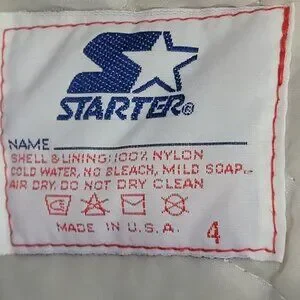 STARTER®
NAME
SHELL & LINING: 100% NYLON
COLD WATER, NO BLEACH, MILD SOAP
AIR DRY, DO NOT DRY CLEAN
MADE IN U.S.A. 4